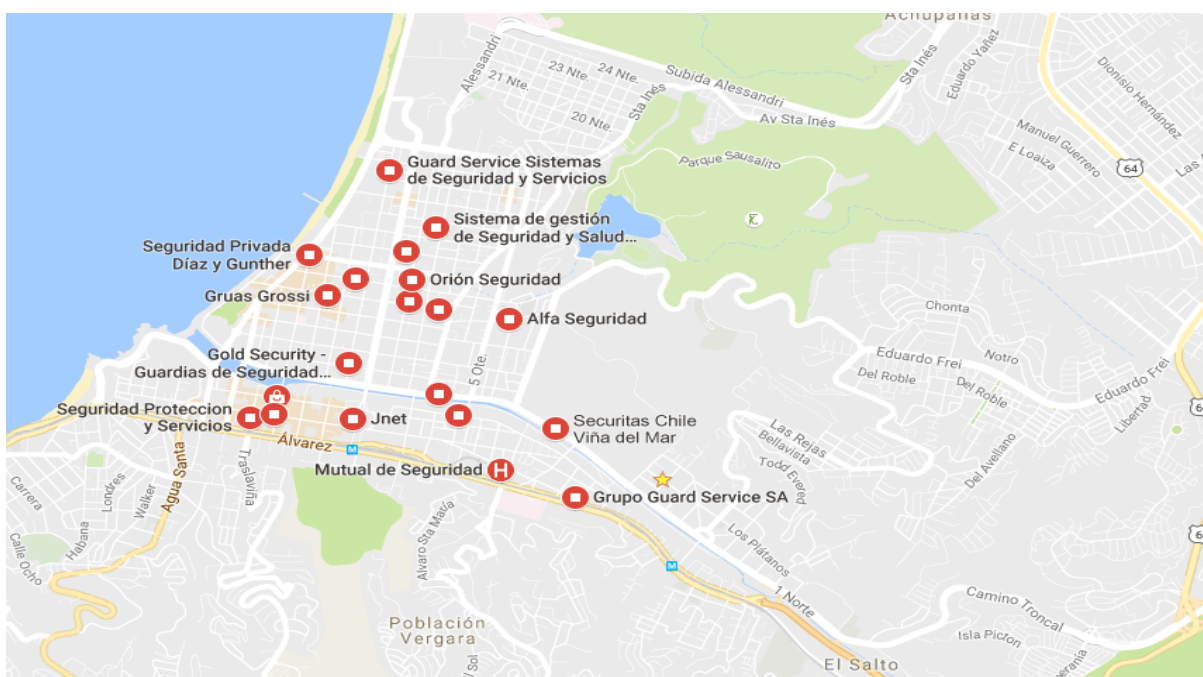 Achupallas
Sta Inés
Eduardo Yañez
Dionisio Hernández
Alessandri
21 Nte.
23 Nte.
24 Nte.
Subida Alessandri
Sta Inés
20 Nte.
Av Sta.Inés
Manuel Guerrero
E Loaiza
64
Las
Parque Sausalito
Guard Service Sistemas
de Seguridad y Servicios
Sistema de gestión
de Seguridad y Salud...
Seguridad Privada
Díaz y Gunther
Orión Seguridad
Gruas Grossi
Alfa Seguridad
Chonta
Eduardo Frei
Notro
Del Roble
Del Roble
Eduardo Frei
Libertad
Gold Security -
Guardias de Seguridad...
5 Ote.
Seguridad Proteccion
y Servicios
Jnet
Securitas Chile
Viña del Mar
Las Rejas
Bellavista
Todd Evered
Del Avellano
Álvarez
M
Mutual de Seguridad
H
Grupo Guard Service SA
Traslaviña
Agua Santa
Carrera
Londres
Walker
Habana
Calle Ocho
Alvaro Sta María
Los Plátanos
M
1 Norte
Camino Troncal
Isla Picton
Población
Vergara
El Salto